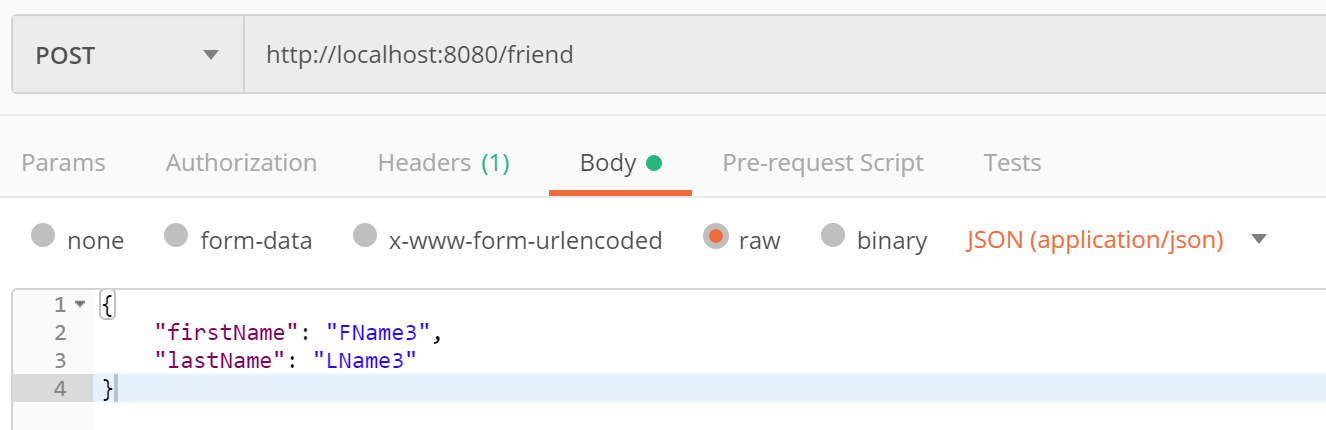 POST http://localhost:8080/friend
Params Authorization Headers (1) Body Pre-request Script Tests
none form-data x-www-form-urlencoded raw binary JSON (application/json)
1 {
2 "firstName": "FName3",
3 "lastName": "LName3"
4 }